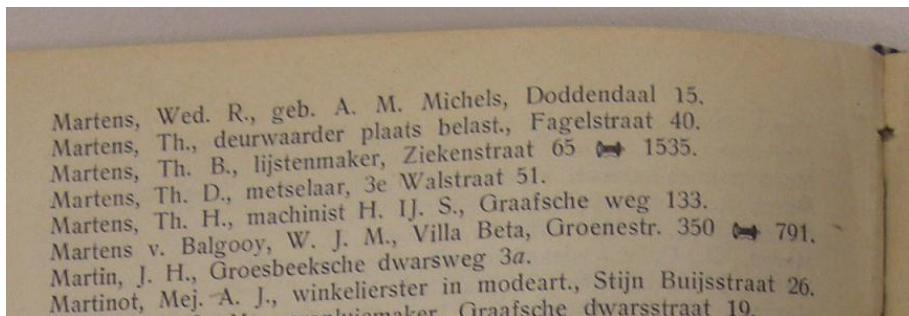 Martens, Wed. R., geb. A. M. Michels, Doddendaal 15.
Martens, Th., deurwaarder plaats belast., Fagelstraat 40.
Martens, Th. B., lijstenmaker, Ziekenstraat 65 1535.
Martens, Th. D., metselaar, 3e Walstraat 51.
Martens, Th. H., machinist H. IJ. S., Graafsche weg 133.
Martens v. Balgooy, W. J. M., Villa Beta, Groenestr. 350 791.
Martin, J. H., Groesbeeksche dwarsweg 3a.
Martinot, Mej. A. J., winkelierster in modeart., Stijn Buijsstraat 26.
Graafsche dwarsstraat 19.